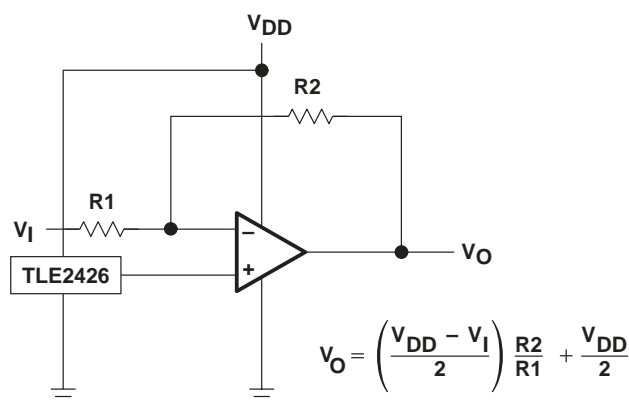 VDD
R2
R1
VI
−
TLE2426
+
VO
VO = ( (VDD − VI) / 2 ) R2 / R1 + VDD / 2